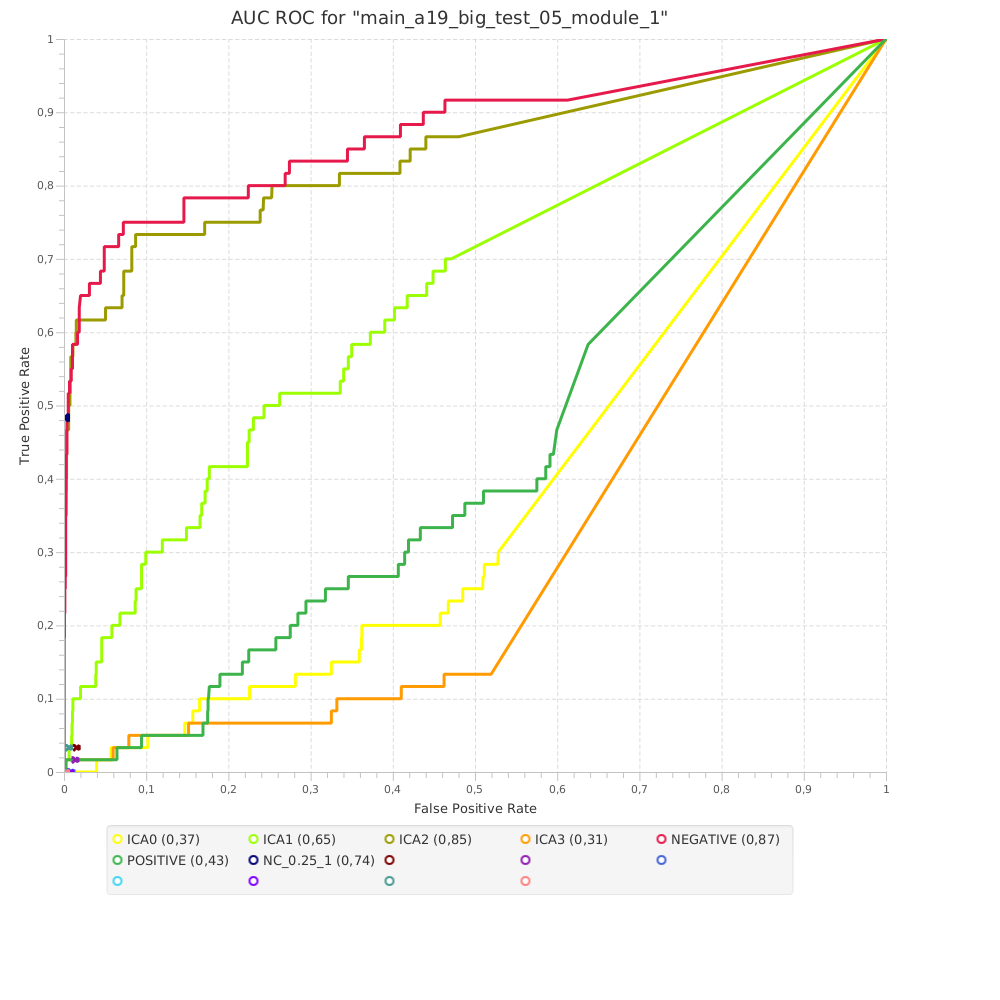 AUC ROC for "main_a19_big_test_05_module_1"
1
0,9
0,8
0,7
0,6
0,5
0,4
0,3
0,2
0,1
0
True Positive Rate
0 0,1 0,2 0,3 0,4 0,5 0,6 0,7 0,8 0,9 1
False Positive Rate
ICA0 (0,37) ICA1 (0,65) ICA2 (0,85) ICA3 (0,31) NEGATIVE (0,87)
POSITIVE (0,43) NC_0.25_1 (0,74)